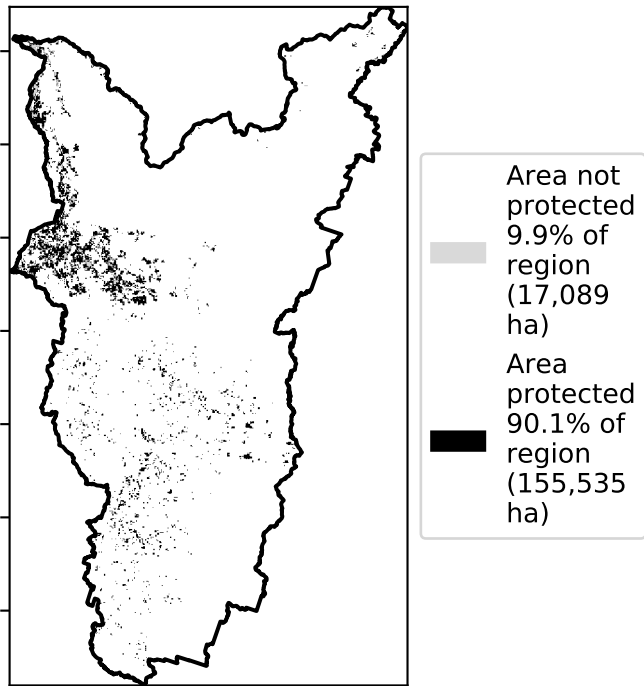 Area not
protected
9.9% of
region
(17,089
ha)
Area
protected
90.1% of
region
(155,535
ha)